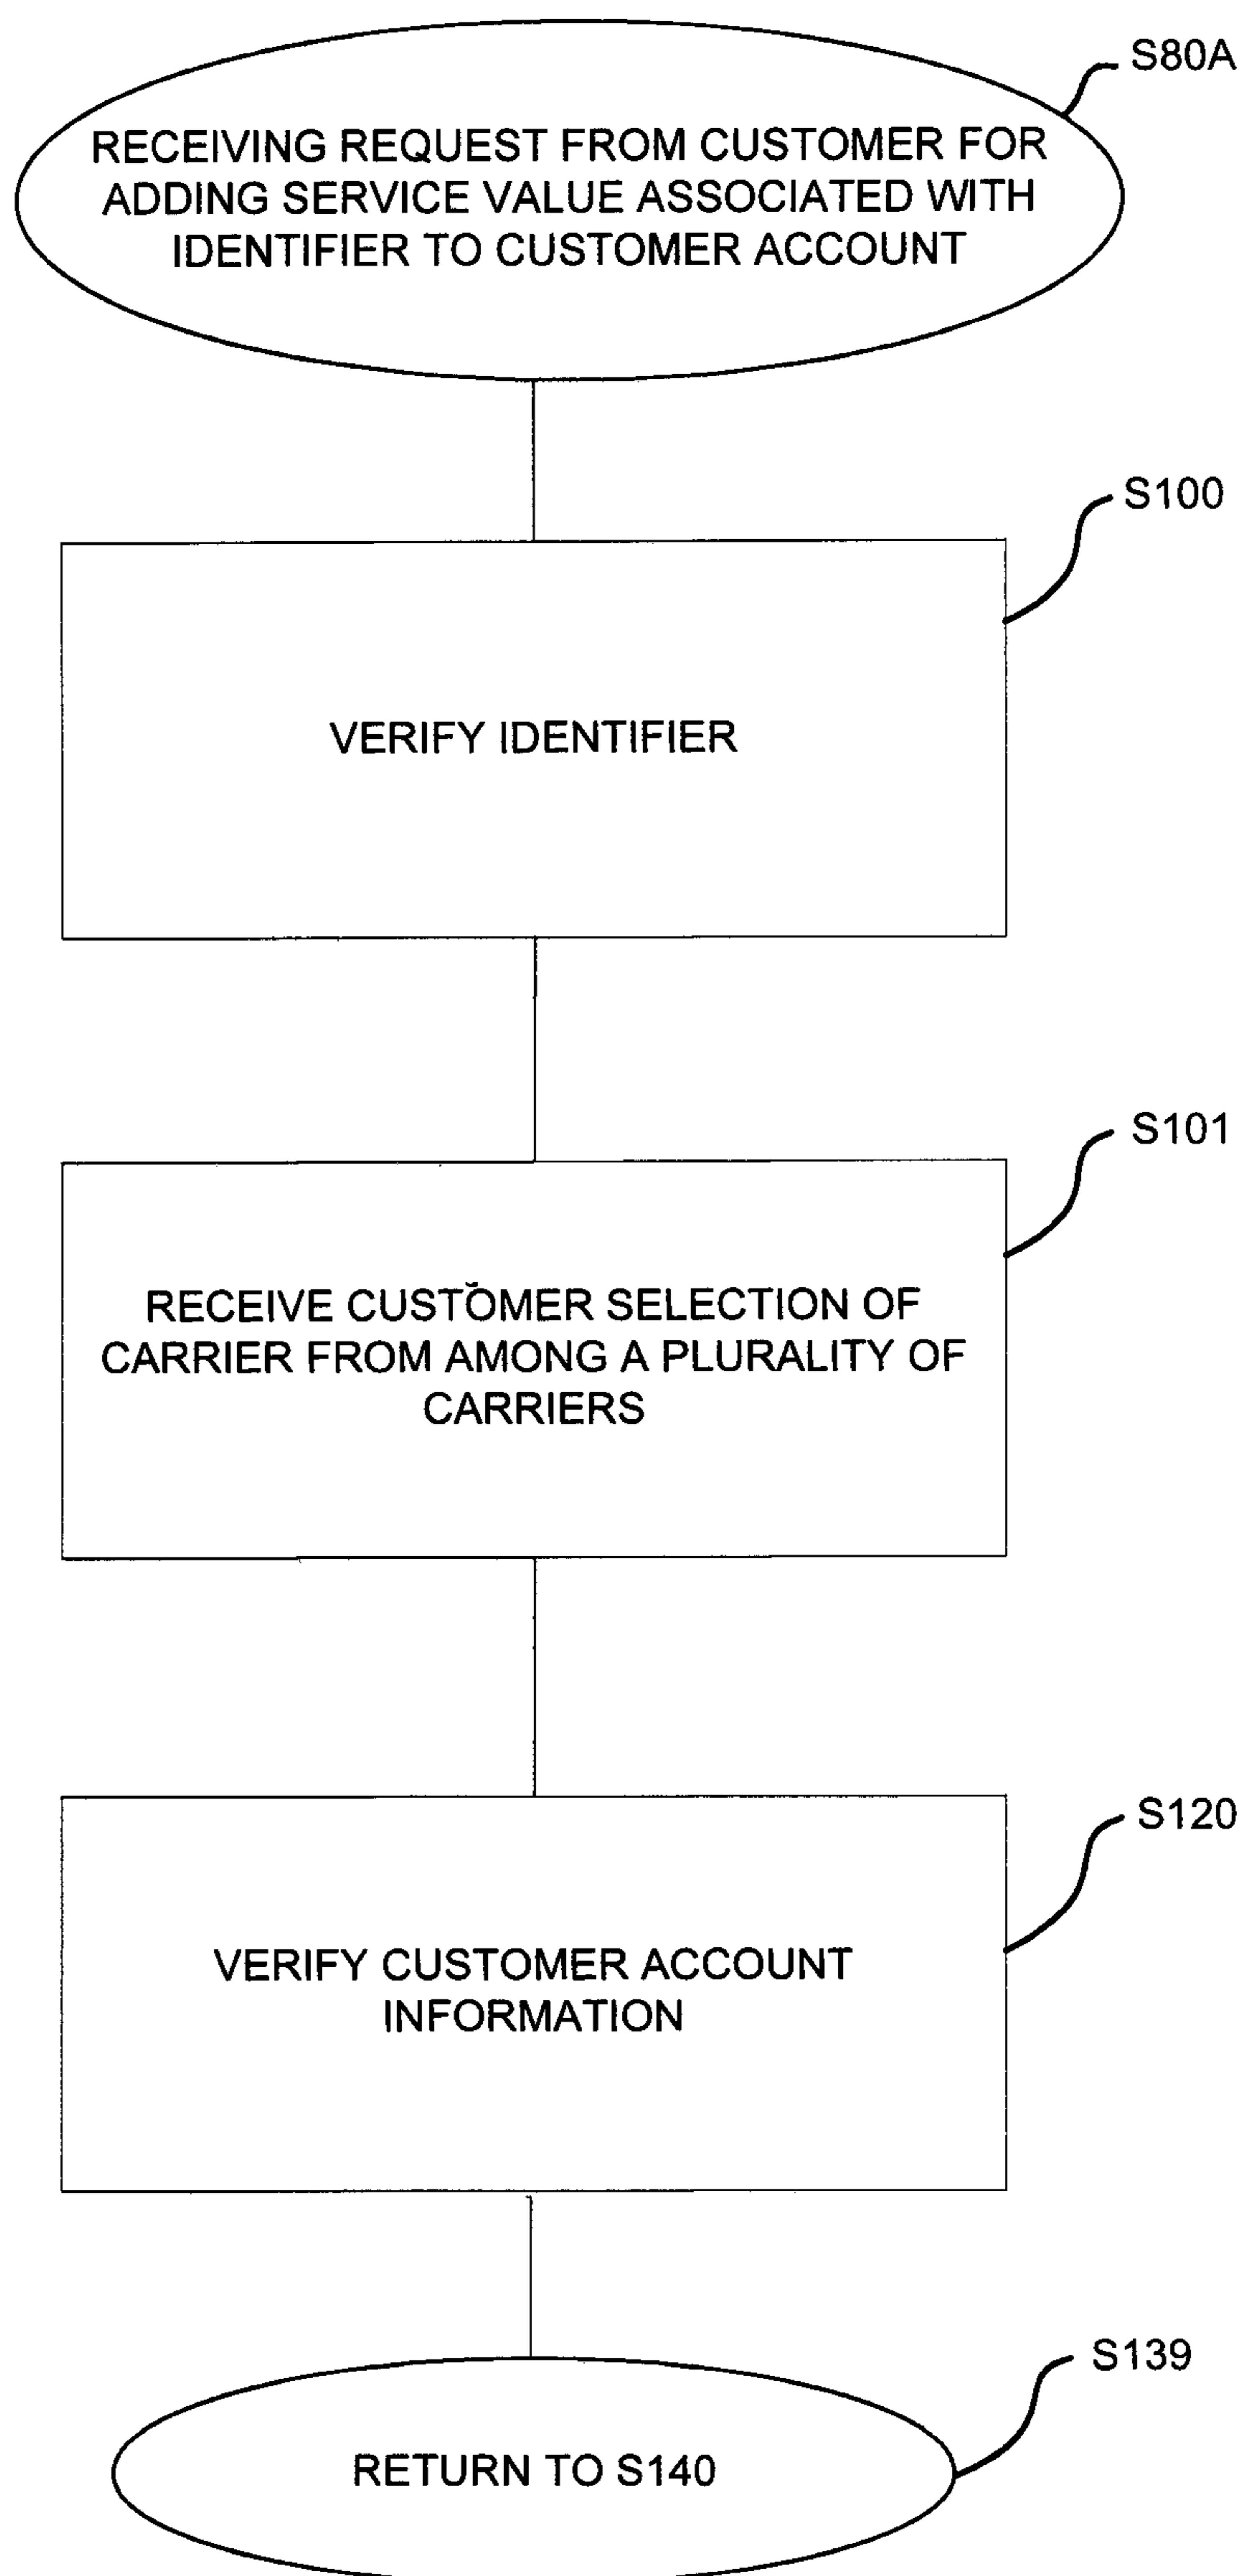 S80A
RECEIVING REQUEST FROM CUSTOMER FOR
ADDING SERVICE VALUE ASSOCIATED WITH
IDENTIFIER TO CUSTOMER ACCOUNT
S100
VERIFY IDENTIFIER
S101
RECEIVE CUSTOMER SELECTION OF
CARRIER FROM AMONG A PLURALITY OF
CARRIERS
S120
VERIFY CUSTOMER ACCOUNT
INFORMATION
S139
RETURN TO S140